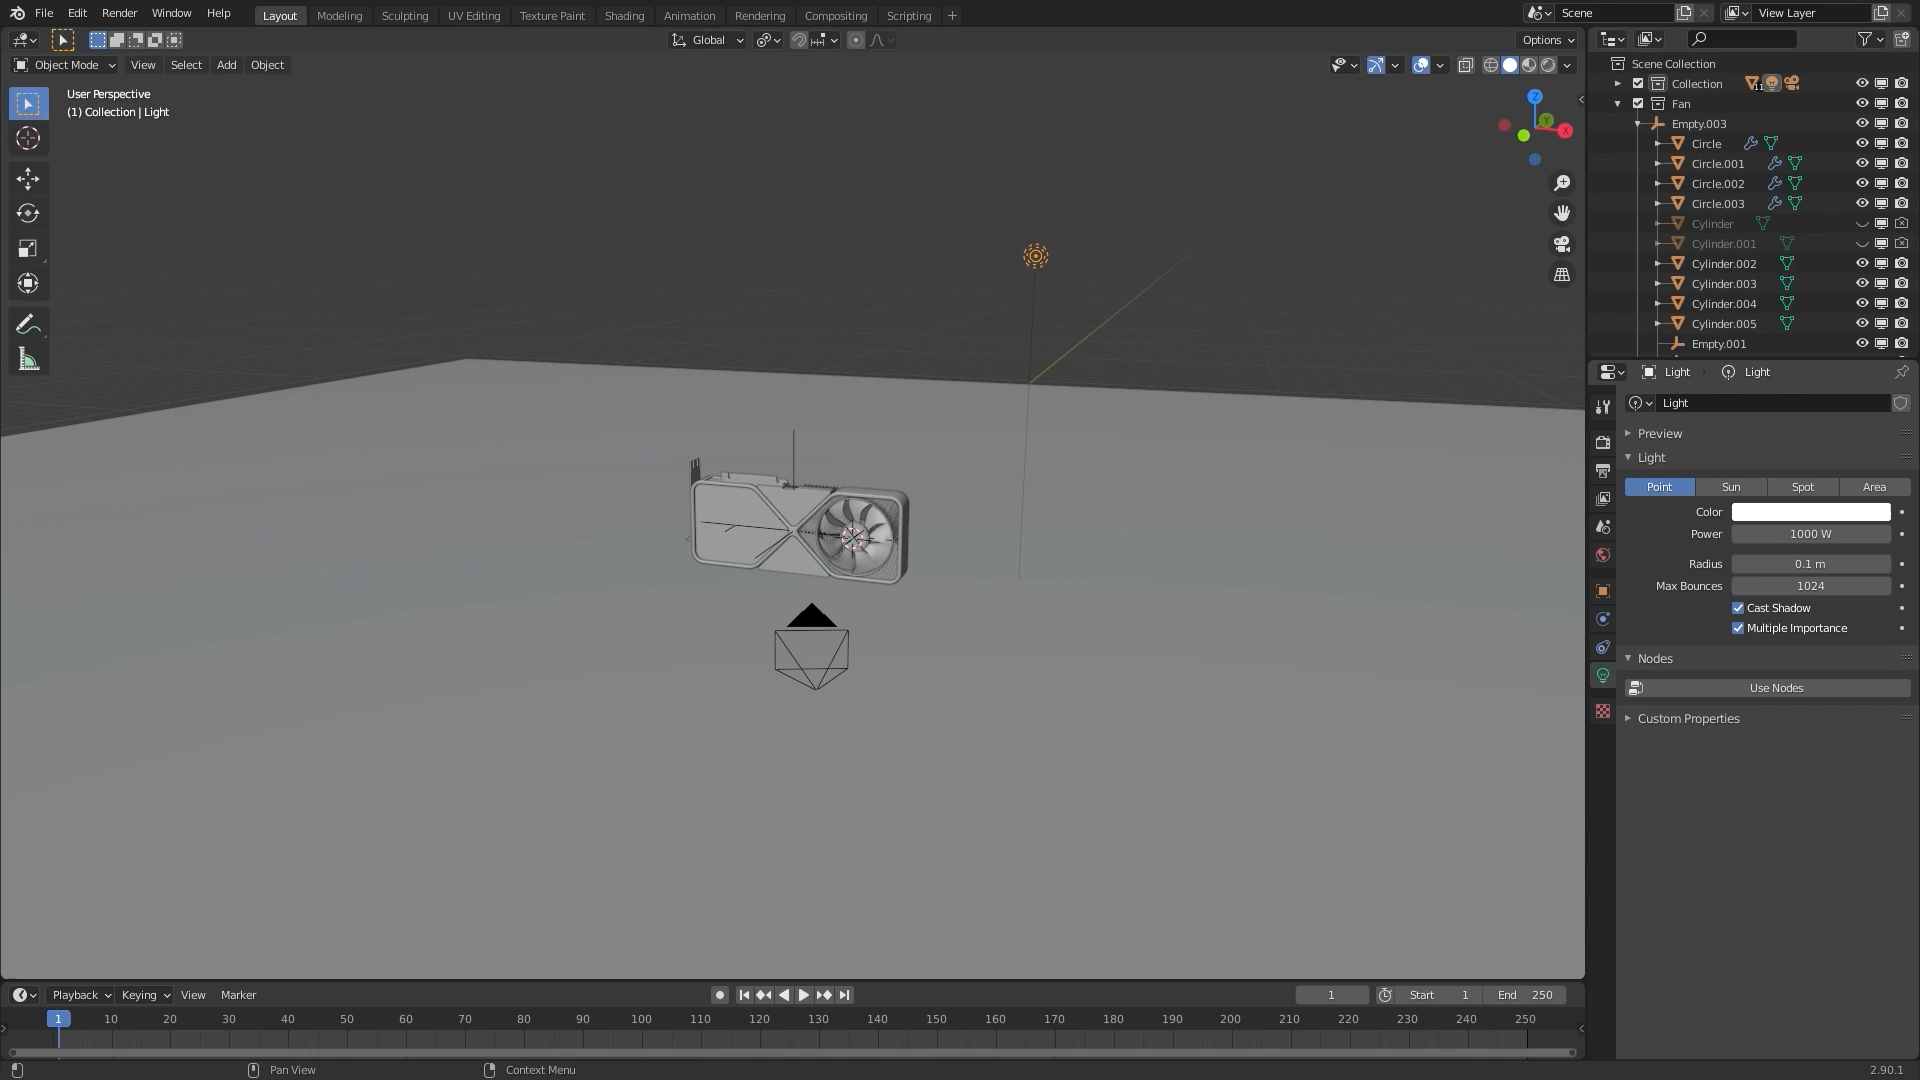 File Edit Render Window Help
Layout Modeling Sculpting UV Editing Texture Paint Shading Animation Rendering Compositing Scripting +
Scene
View Layer
Global
Options
Object Mode View Select Add Object
User Perspective
(1) Collection | Light
Z
Y
X
Scene Collection
Collection 11
Fan
Empty.003
Circle
Circle.001
Circle.002
Circle.003
Cylinder
Cylinder.001
Cylinder.002
Cylinder.003
Cylinder.004
Cylinder.005
Empty.001
Light Light
Light
Preview
Light
Point Sun Spot Area
Color
Power 1000 W
Radius 0.1 m
Max Bounces 1024
Cast Shadow
Multiple Importance
Nodes
Use Nodes
Custom Properties
Playback Keying View Marker
1 Start 1 End 250
1 10 20 30 40 50 60 70 80 90 100 110 120 130 140 150 160 170 180 190 200 210 220 230 240 250
Pan View Context Menu 2.90.1